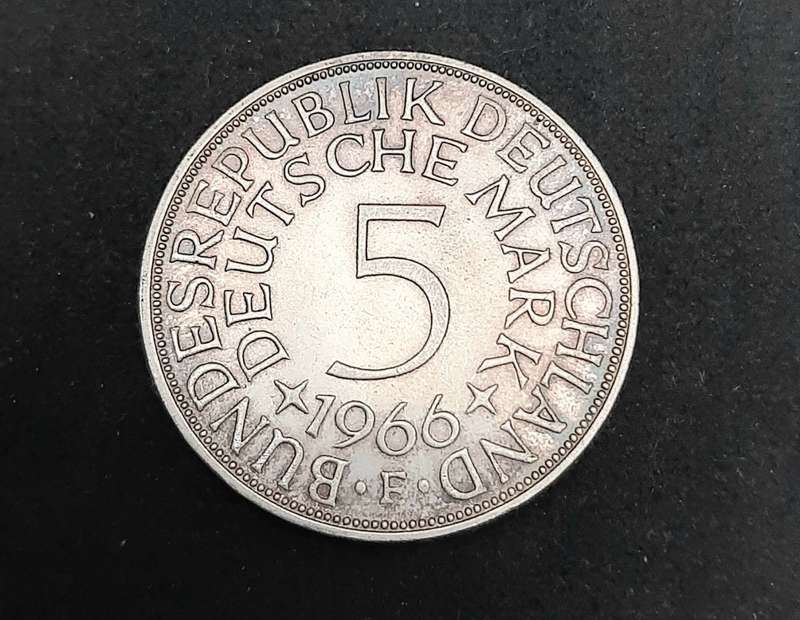 BUNDESREPUBLIK DEUTSCHLAND
DEUTSCHE MARK
5
1966
· F ·